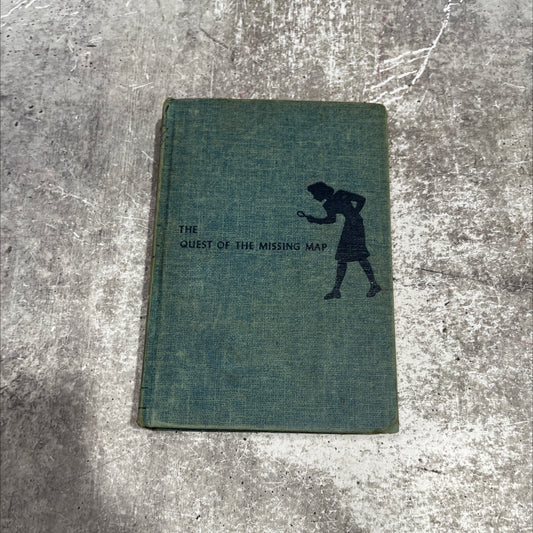 THE
QUEST OF THE MISSING MAP